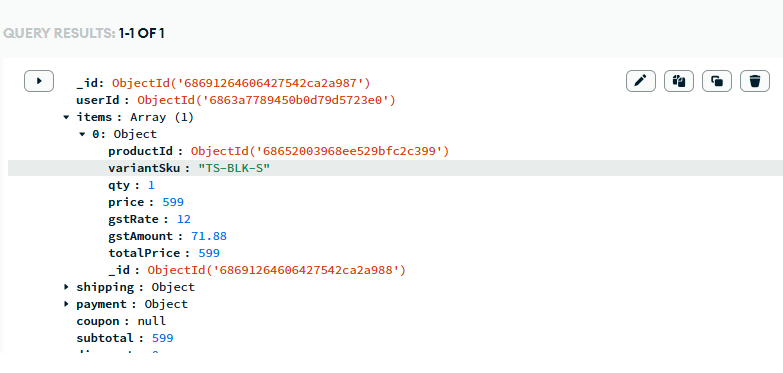 QUERY RESULTS: 1-1 OF 1
_id: ObjectId('68691264606427542ca2a987')
userId : ObjectId('6863a7789450b0d79d5723e0')
items : Array (1)
0: Object
productId : ObjectId('68652003968ee529bfc2c399')
variantSku : "TS-BLK-S"
qty : 1
price : 599
gstRate : 12
gstAmount : 71.88
totalPrice : 599
_id : ObjectId('68691264606427542ca2a988')
shipping : Object
payment : Object
coupon : null
subtotal : 599